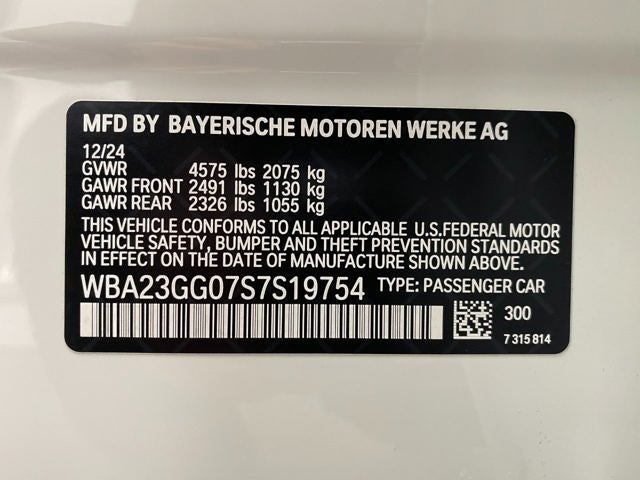 MFD BY BAYERISCHE MOTOREN WERKE AG
12/24
GVWR 4575 lbs 2075 kg
GAWR FRONT 2491 lbs 1130 kg
GAWR REAR 2326 lbs 1055 kg
THIS VEHICLE CONFORMS TO ALL APPLICABLE U.S.FEDERAL MOTOR
VEHICLE SAFETY, BUMPER AND THEFT PREVENTION STANDARDS
IN EFFECT ON THE DATE OF MANUFACTURE SHOWN ABOVE.
WBA23GG07S7S19754 TYPE: PASSENGER CAR
300
7 315 814